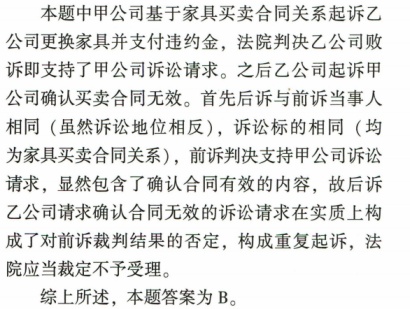 本题中甲公司基于家具买卖合同关系起诉乙
公司更换家具并支付违约金，法院判决乙公司败
诉即支持了甲公司诉讼请求。之后乙公司起诉甲
公司确认买卖合同无效。首先后诉与前诉当事人
相同（虽然诉讼地位相反），诉讼标的相同（均
为家具买卖合同关系），前诉判决支持甲公司诉讼
请求，显然包含了确认合同有效的内容，故后诉
乙公司请求确认合同无效的诉讼请求在实质上构
成了对前诉裁判结果的否定，构成重复起诉，法
院应当裁定不予受理。
综上所述，本题答案为 B。